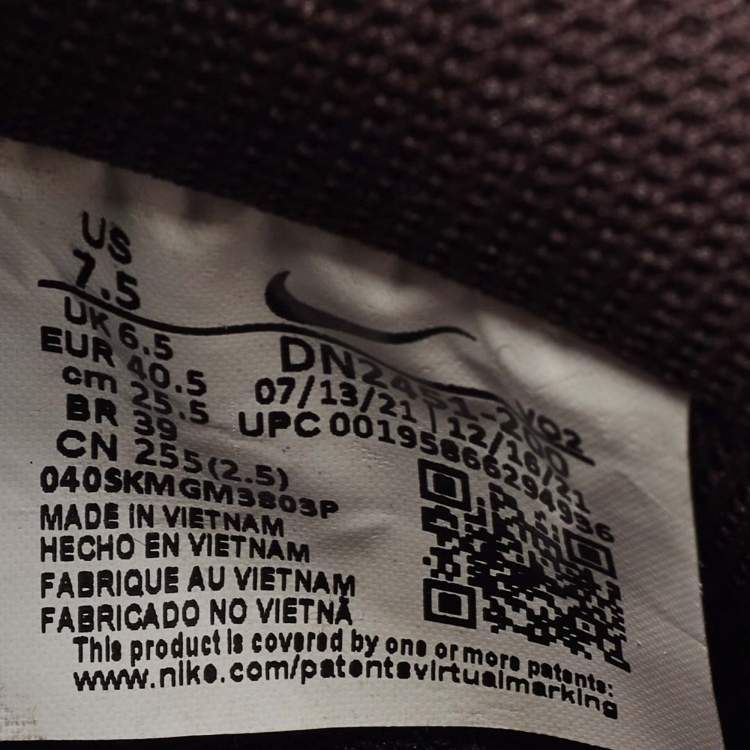 US
7.5
UK 6.5
EUR 40.5
cm 25.5
BR 39
CN 255(2.5)
DN2451-200
VQ2
07/13/21 | 12/16/21
UPC 00195866294936
040SKMGM3803P
MADE IN VIETNAM
HECHO EN VIETNAM
FABRIQUE AU VIETNAM
FABRICADO NO VIETNÃ
This product is covered by one or more patents:
www.nike.com/patentsvirtualmarking